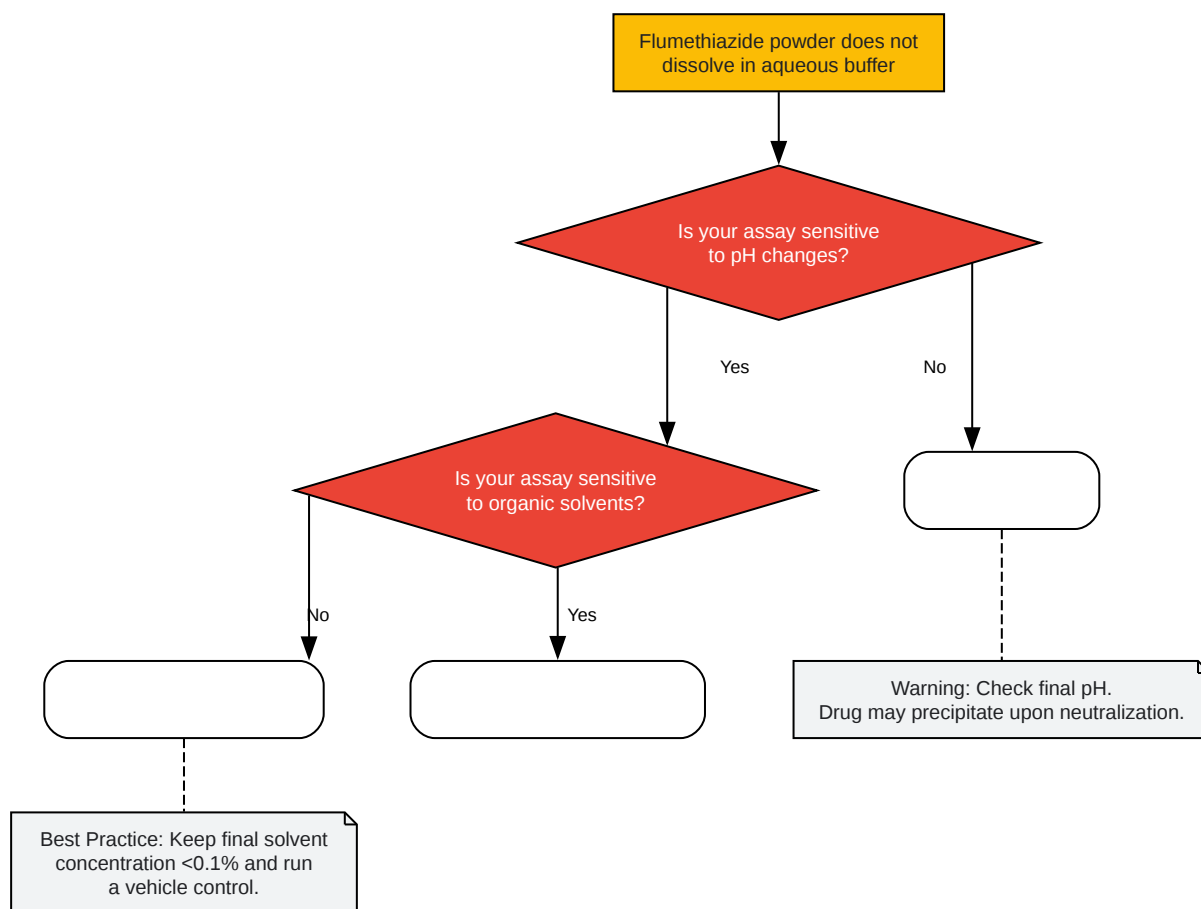 Flumethiazide powder does not
dissolve in aqueous buffer
Is your assay sensitive
to pH changes?
Yes
No
Is your assay sensitive
to organic solvents?
No
Yes
Warning: Check final pH.
Drug may precipitate upon neutralization.
Best Practice: Keep final solvent
concentration <0.1% and run
a vehicle control.